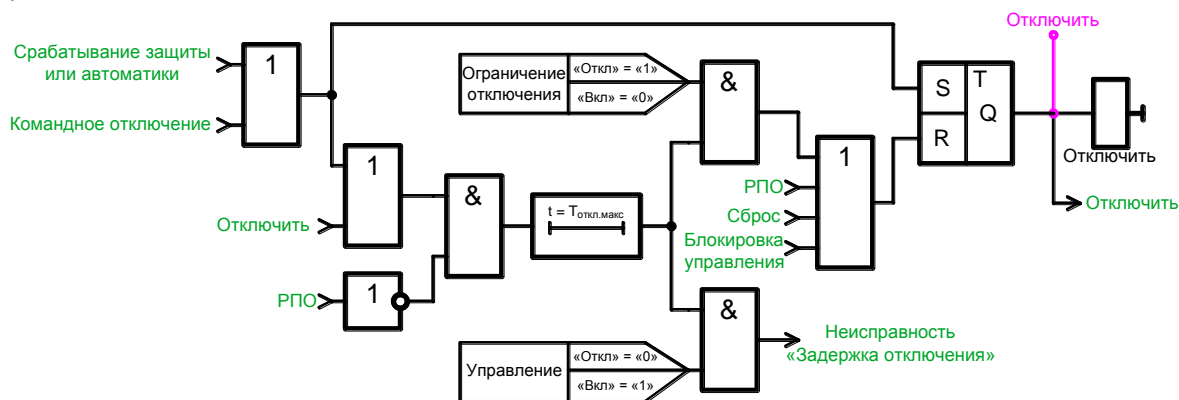 Отключить
Срабатывание защиты
или автоматики
1
Командное отключение
Ограничение
отключения
«Откл» = «1»
«Вкл» = «0»
&
S
T
Q
R
Отключить
Отключить
1
Отключить
&
t = Tоткл.макс
1
РПО
Сброс
Блокировка
управления
РПО
1
&
Неисправность
«Задержка отключения»
Управление
«Откл» = «0»
«Вкл» = «1»